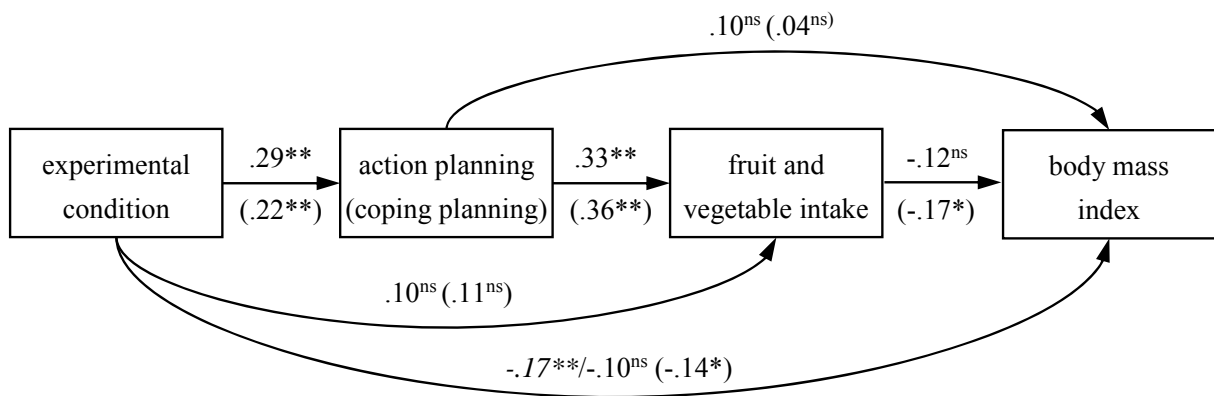 .10ns (.04ns)
experimental
condition
.29**
(.22**)
action planning
(coping planning)
.33**
(.36**)
fruit and
vegetable intake
-.12ns
(-.17*)
body mass
index
.10ns (.11ns)
-.17**/-.10ns (-.14*)